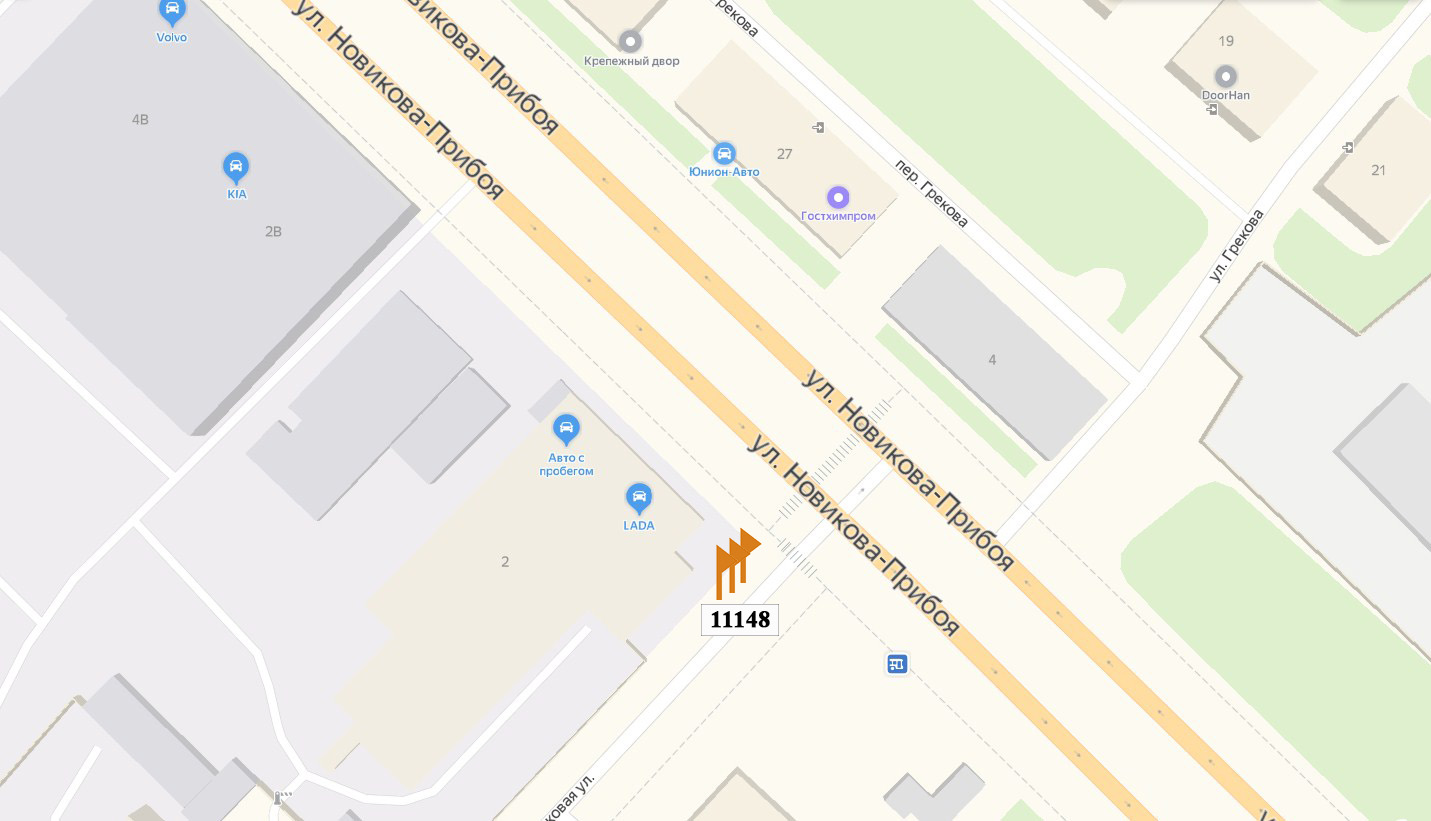 Volvo
4В
KIA
2В
ул. Новикова-Прибоя
Новикова-Прибоя
Крепежный двор
Грекова
19
DoorHan
21
27
Юнион-Авто
Гостхимпром
пер. Грекова
ул. Грекова
4
ул. Новикова-Прибоя
ул. Новикова-Прибоя
Авто с
пробегом
LADA
2
11148
ковая ул.